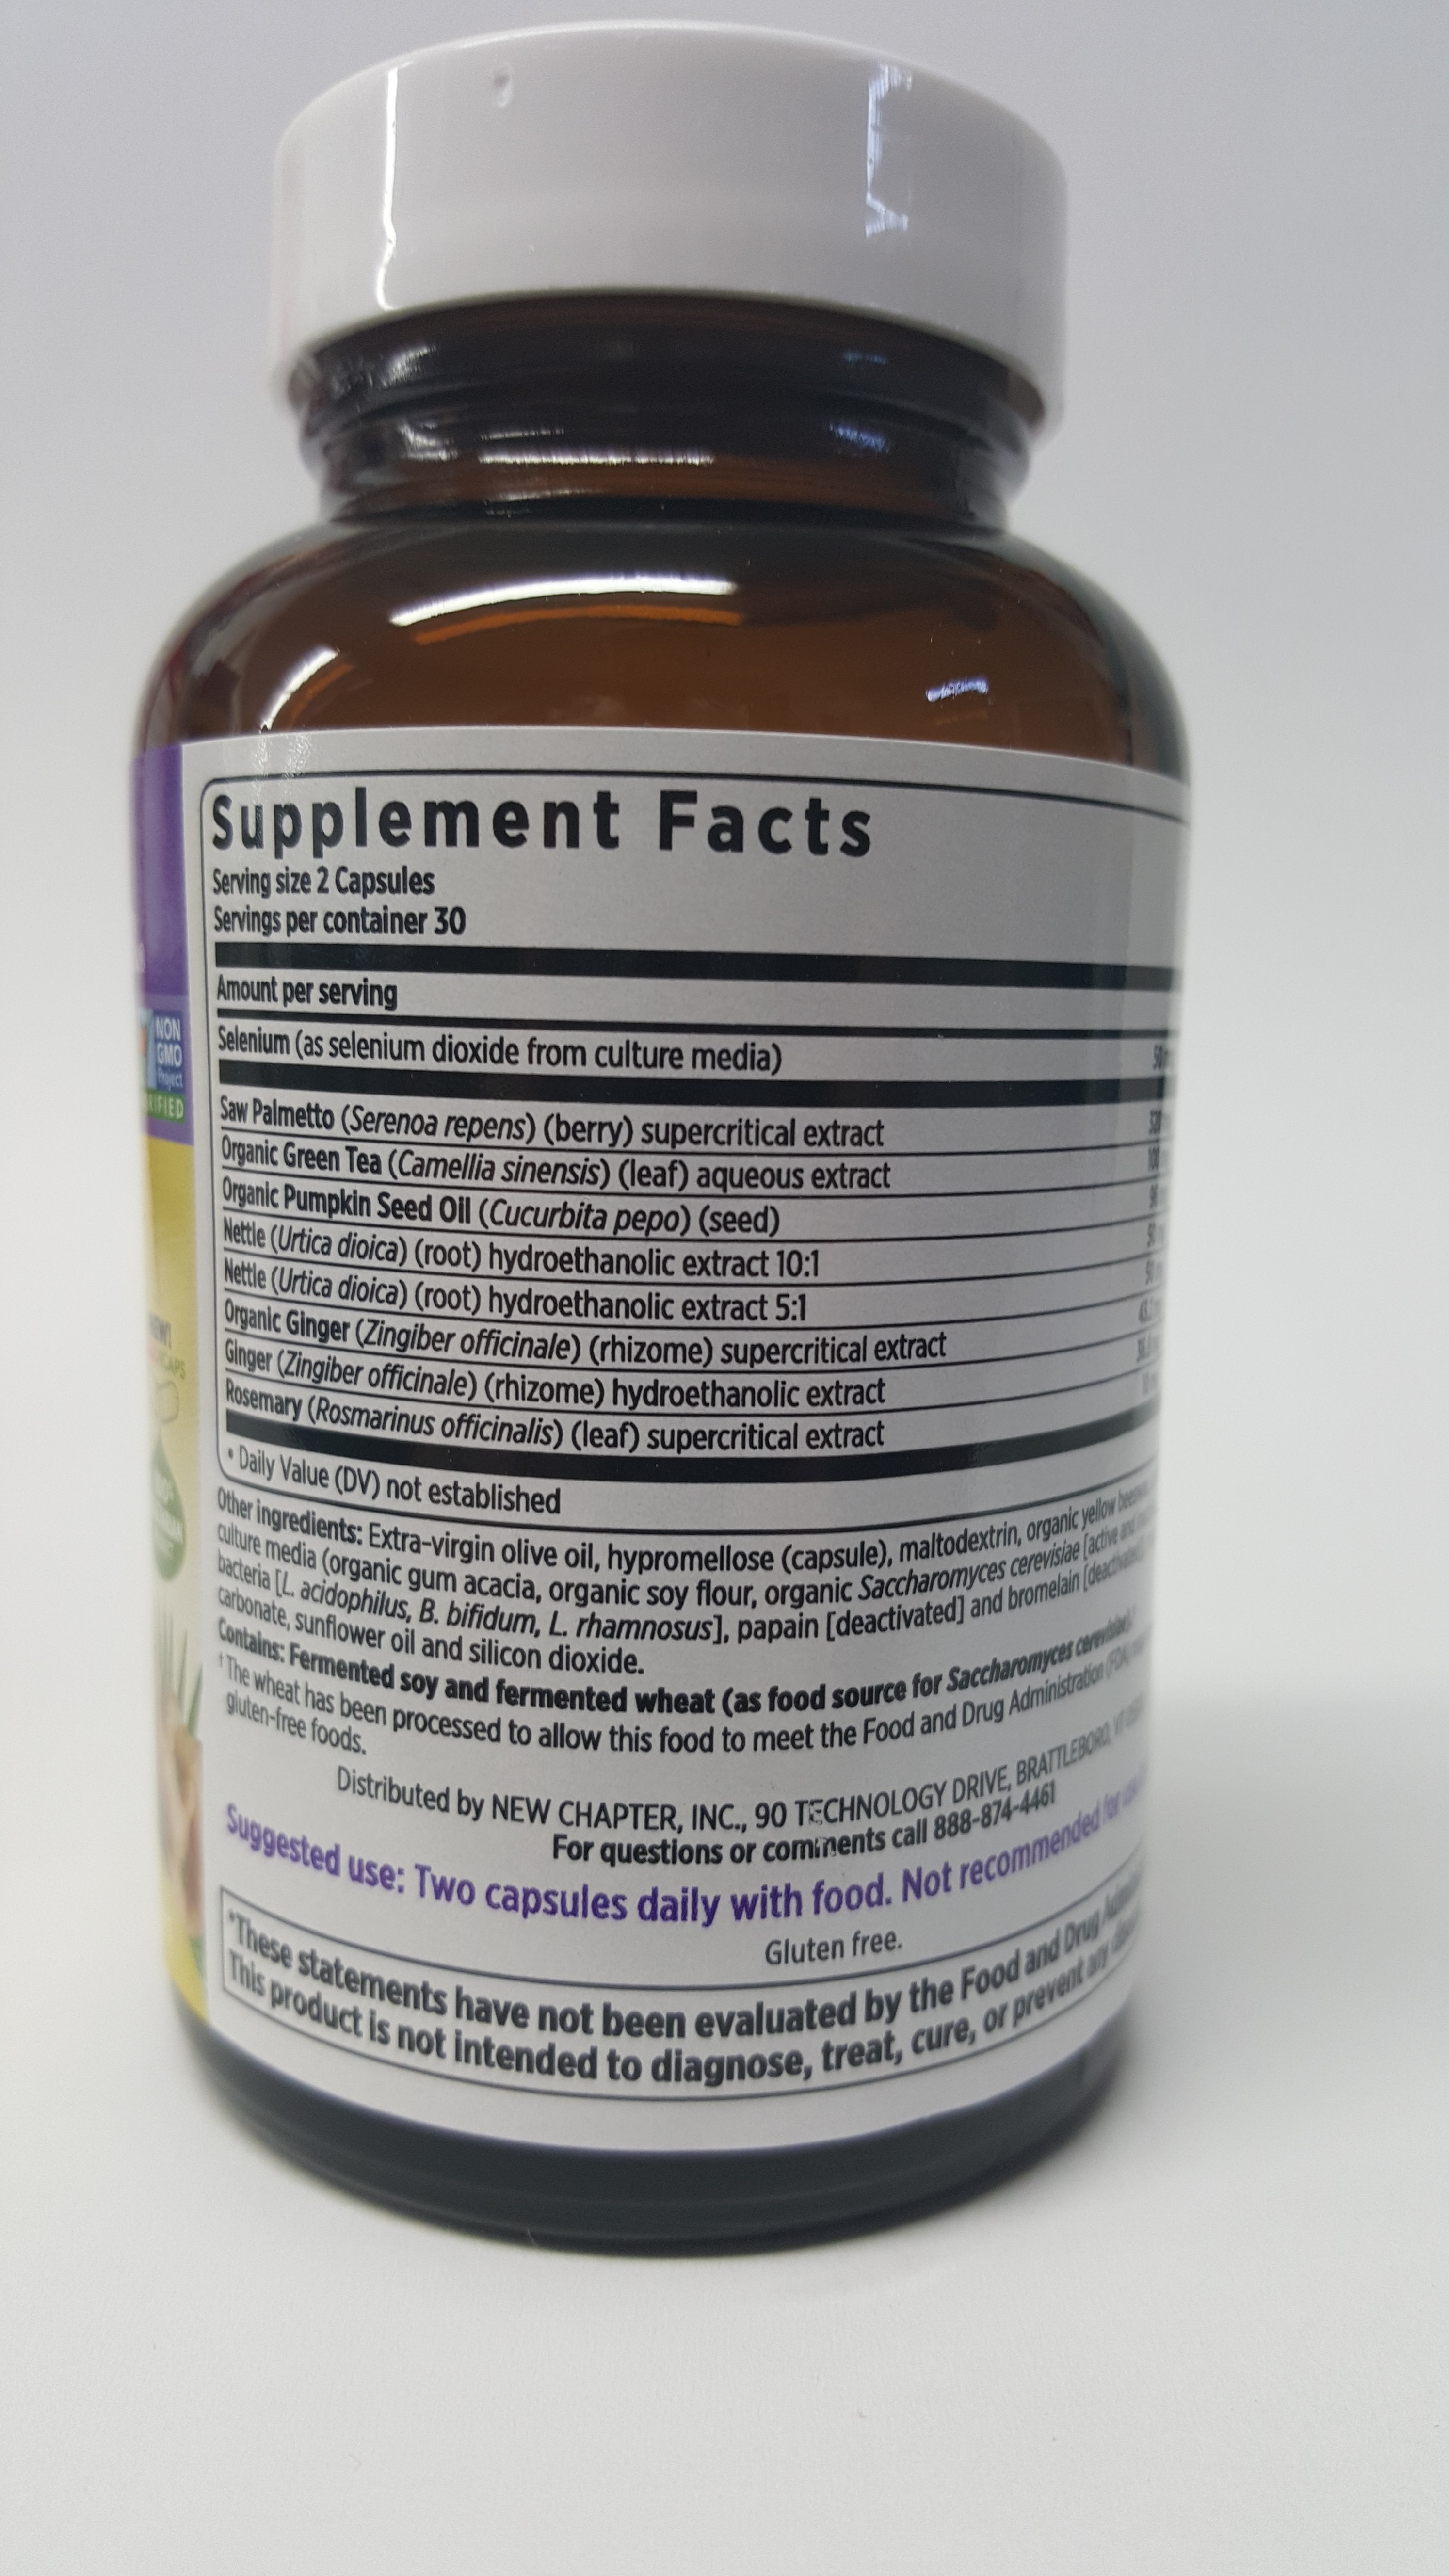 Supplement Facts
Serving size 2 Capsules
Servings per container 30
Amount per serving
Selenium (as selenium dioxide from culture media)
Saw Palmetto (Serenoa repens) (berry) supercritical extract
Organic Green Tea (Camellia sinensis) (leaf) aqueous extract
Organic Pumpkin Seed Oil (Cucurbita pepo) (seed)
Nettle (Urtica dioica) (root) hydroethanolic extract 10:1
Nettle (Urtica dioica) (root) hydroethanolic extract 5:1
Organic Ginger (Zingiber officinale) (rhizome) supercritical extract
Ginger (Zingiber officinale) (rhizome) hydroethanolic extract
Rosemary (Rosmarinus officinalis) (leaf) supercritical extract
• Daily Value (DV) not established
Other ingredients: Extra-virgin olive oil, hypromellose (capsule), maltodextrin, organic yellow
culture media (organic gum acacia, organic soy flour, organic Saccharomyces cerevisiae [active and
bacteria [L. acidophilus, B. bifidum, L. rhamnosus], papain [deactivated] and bromelain [deactivated]
carbonate, sunflower oil and silicon dioxide.
Contains: Fermented soy and fermented wheat (as food source for Saccharomyces cerevisiae).
† The wheat has been processed to allow this food to meet the Food and Drug Administration (FDA)
gluten-free foods.
Distributed by NEW CHAPTER, INC., 90 TECHNOLOGY DRIVE, BRATTLEBORO, VT
For questions or comments call 888-874-4461
Suggested use: Two capsules daily with food. Not recommended for
Gluten free.
*These statements have not been evaluated by the Food and Drug
This product is not intended to diagnose, treat, cure, or prevent any
NON
GMO
Project